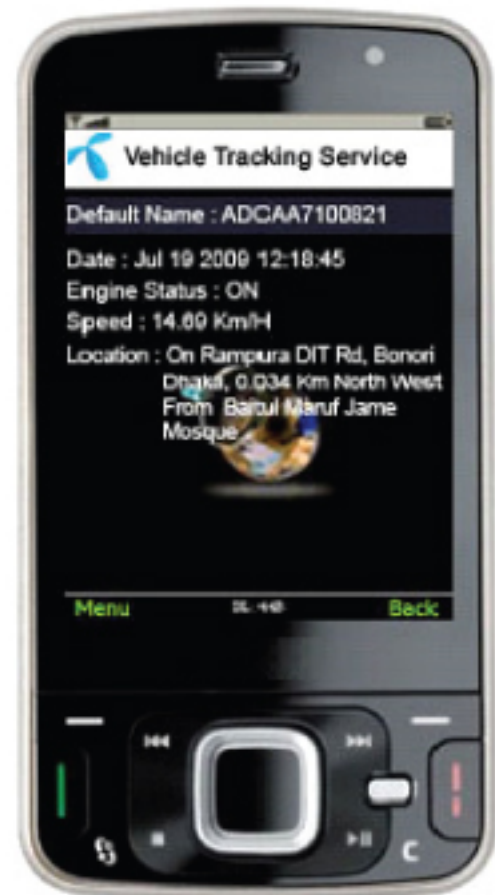 Vehicle Tracking Service
Default Name : ADCAA7100821
Date : Jul 19 2009 12:18:45
Engine Status : ON
Speed : 14.69 Km/H
Location : On Rampura DIT Rd, Bonori
Dhaka, 0.034 Km North West
From Baitul Maruf Jame
Mosque
Menu
Back
C